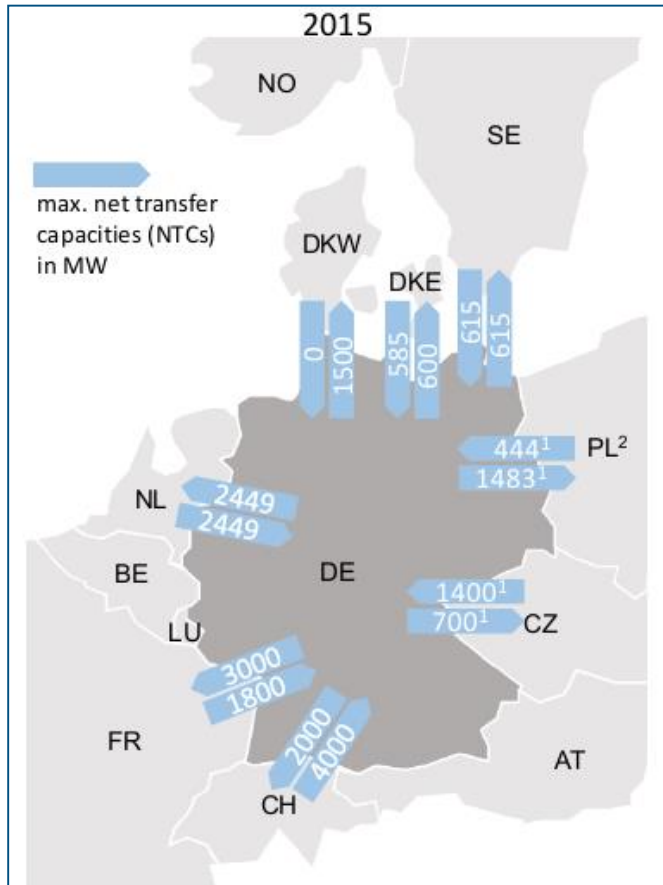 2015
NO
SE
max. net transfer
capacities (NTCs)
in MW
DKW
DKE
0
1500
585
600
615
615
444¹
1483¹
PL²
NL
2449
2449
BE
DE
1400¹
700¹
CZ
LU
3000
1800
FR
2000
4000
AT
CH